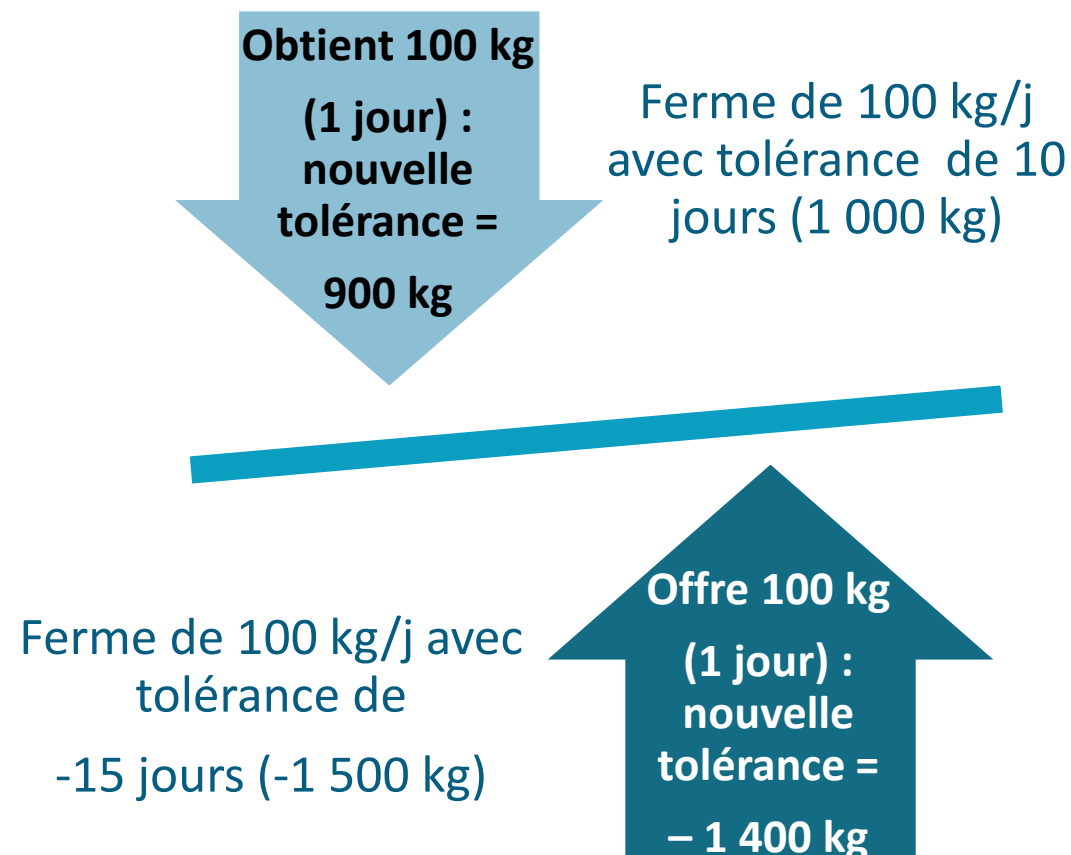 Obtient 100 kg
(1 jour) :
nouvelle
tolérance =
900 kg
Ferme de 100 kg/j
avec tolérance de 10
jours (1 000 kg)
Ferme de 100 kg/j avec
tolérance de
-15 jours (-1 500 kg)
Offre 100 kg
(1 jour) :
nouvelle
tolérance =
– 1 400 kg